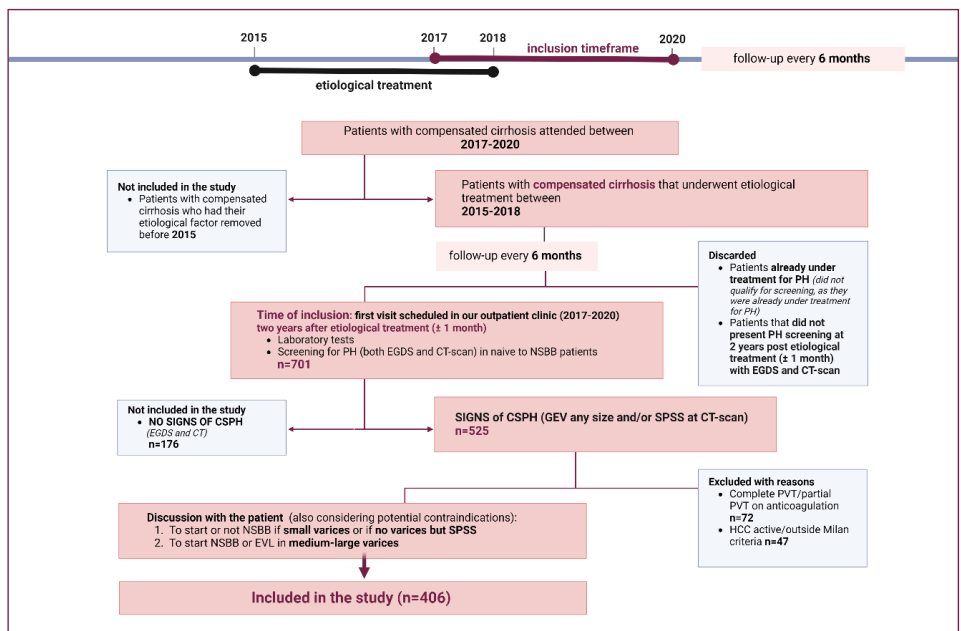 2015
2017
2018
2020
inclusion timeframe
follow-up every 6 months
etiological treatment
Patients with compensated cirrhosis attended between
2017-2020
Not included in the study
• Patients with compensated
cirrhosis who had their
etiological factor removed
before 2015
Patients with compensated cirrhosis that underwent etiological
treatment between
2015-2018
follow-up every 6 months
Discarded
• Patients already under
treatment for PH (did not
qualify for screening, as they
were already under treatment
for PH)
• Patients that did not
present PH screening at
2 years post etiological
treatment (± 1 month)
with EGDS and CT-scan
Time of inclusion: first visit scheduled in our outpatient clinic (2017-2020)
two years after etiological treatment (± 1 month)
• Laboratory tests
• Screening for PH (both EGDS and CT-scan) in naive to NSBB patients
n=701
Not included in the study
• NO SIGNS OF CSPH
(EGDS and CT)
n=176
SIGNS of CSPH (GEV any size and/or SPSS at CT-scan)
n=525
Excluded with reasons
• Complete PVT/partial
PVT on anticoagulation
n=72
• HCC active/outside Milan
criteria n=47
Discussion with the patient (also considering potential contraindications):
1. To start or not NSBB if small varices or if no varices but SPSS
2. To start NSBB or EVL in medium-large varices
Included in the study (n=406)